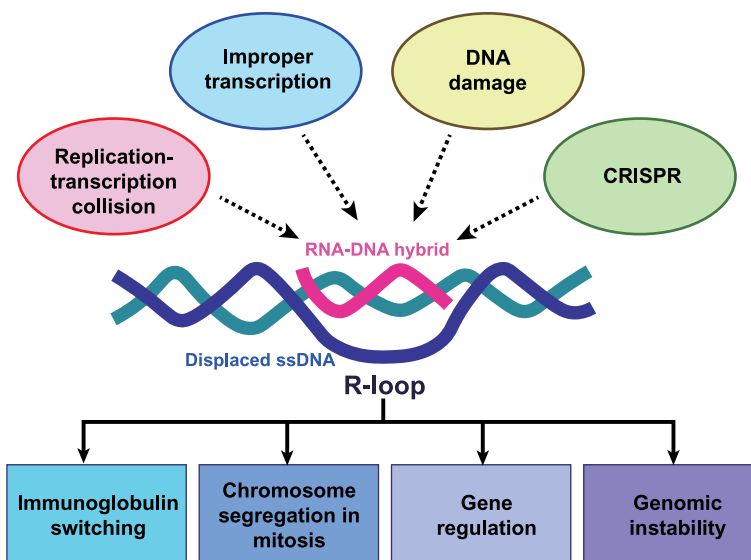 Improper
transcription
DNA
damage
Replication-
transcription
collision
CRISPR
RNA-DNA hybrid
Displaced ssDNA
R-loop
Immunoglobulin
switching
Chromosome
segregation in
mitosis
Gene
regulation
Genomic
instability